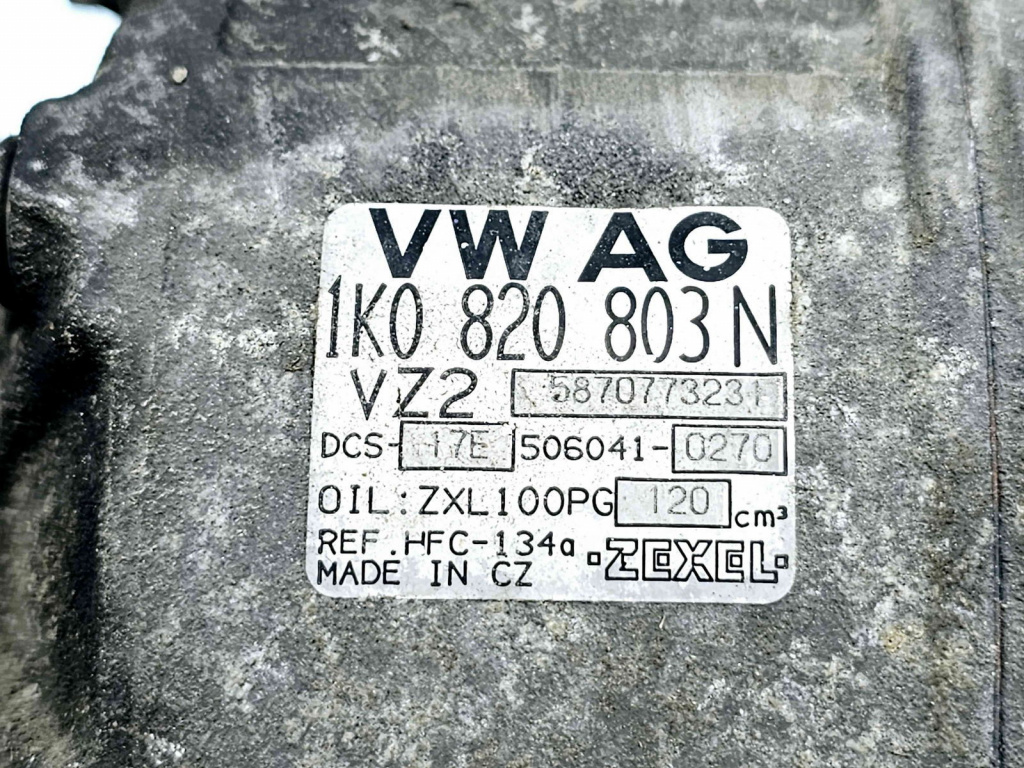 VW AG
1K0 820 803 N
VZ2 5870773231
DCS-17E 506041-0270
OIL:ZXL100PG 120 cm³
REF.HFC-134a ZEXEL
MADE IN CZ